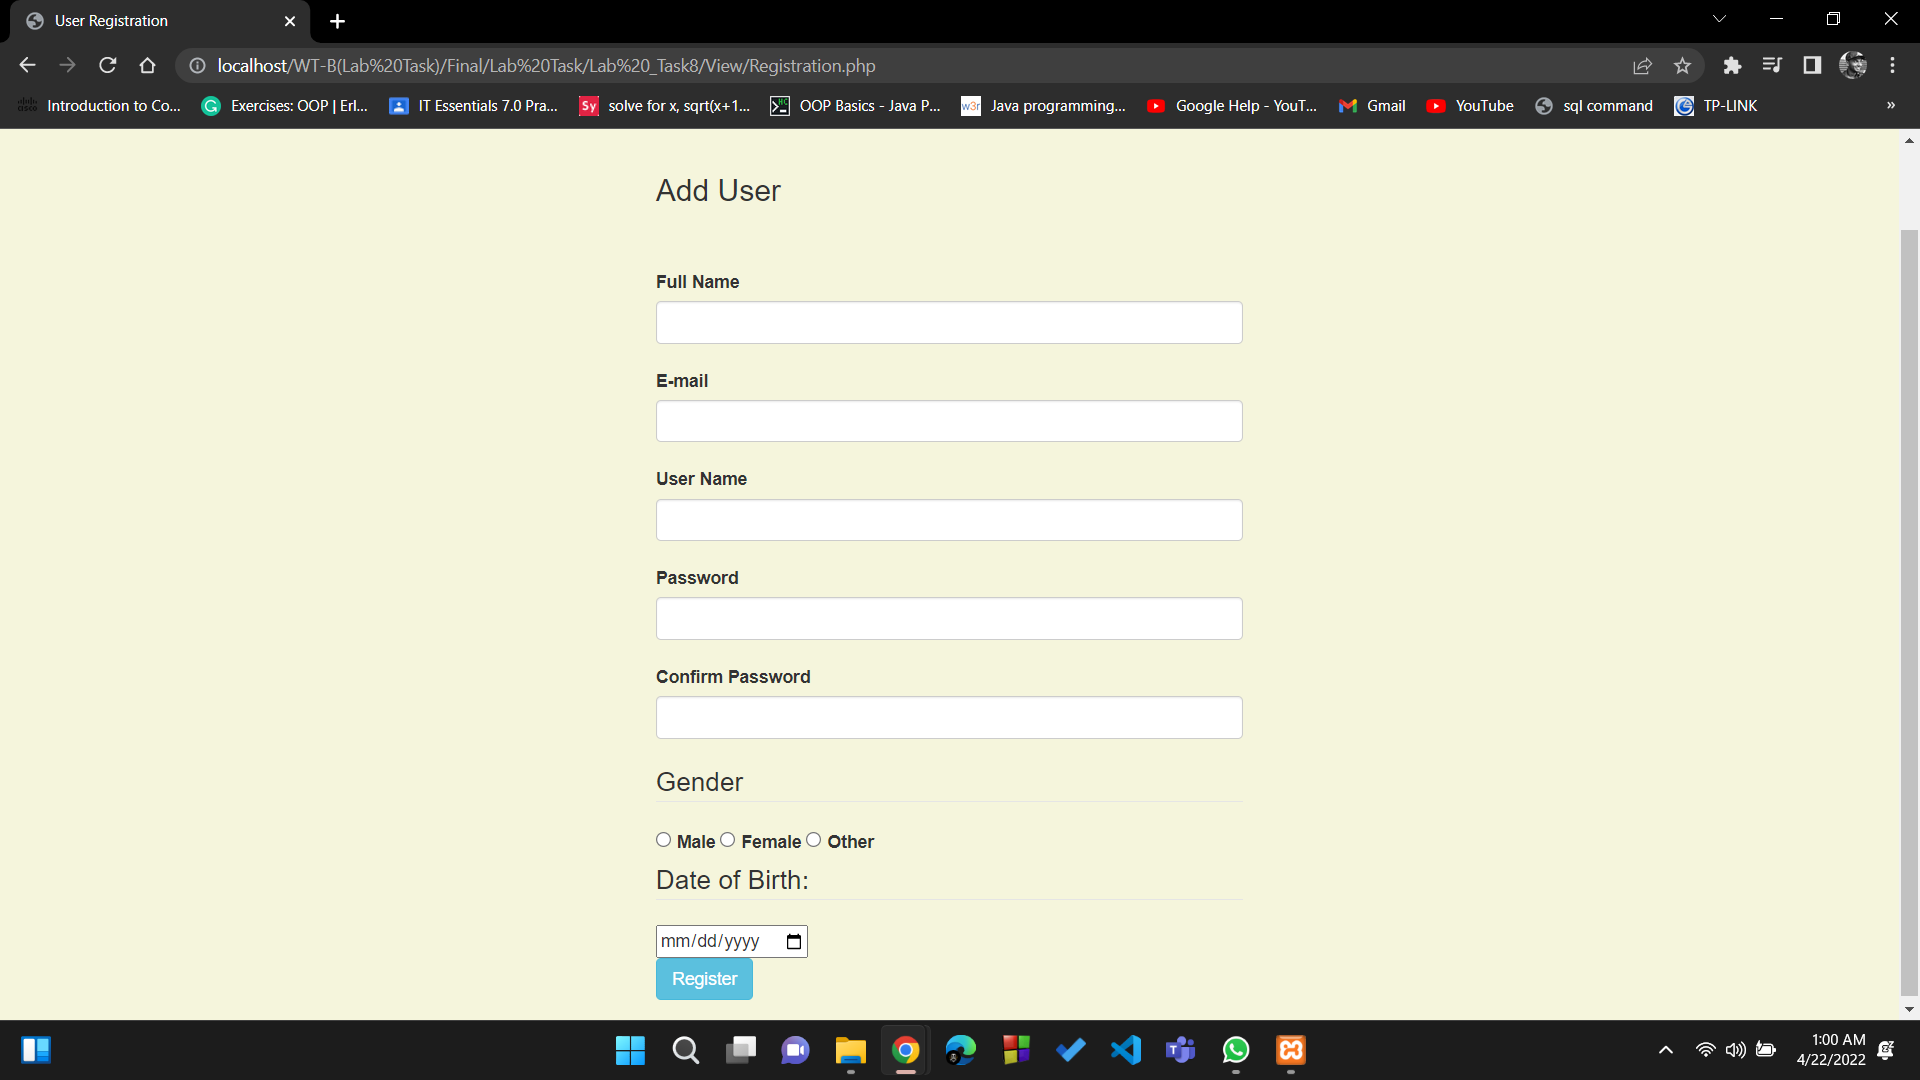 User Registration
localhost/WT-B(Lab%20Task)/Final/Lab%20Task/Lab%20_Task8/View/Registration.php
Introduction to Co...
Exercises: OOP | Erl...
IT Essentials 7.0 Pra...
Sy solve for x, sqrt(x+1...
OOP Basics - Java P...
w3r Java programming...
Google Help - YouT...
Gmail
YouTube
sql command
TP-LINK
»
Add User
Full Name
E-mail
User Name
Password
Confirm Password
Gender
Male Female Other
Date of Birth:
mm/dd/yyyy
Register
1:00 AM
4/22/2022